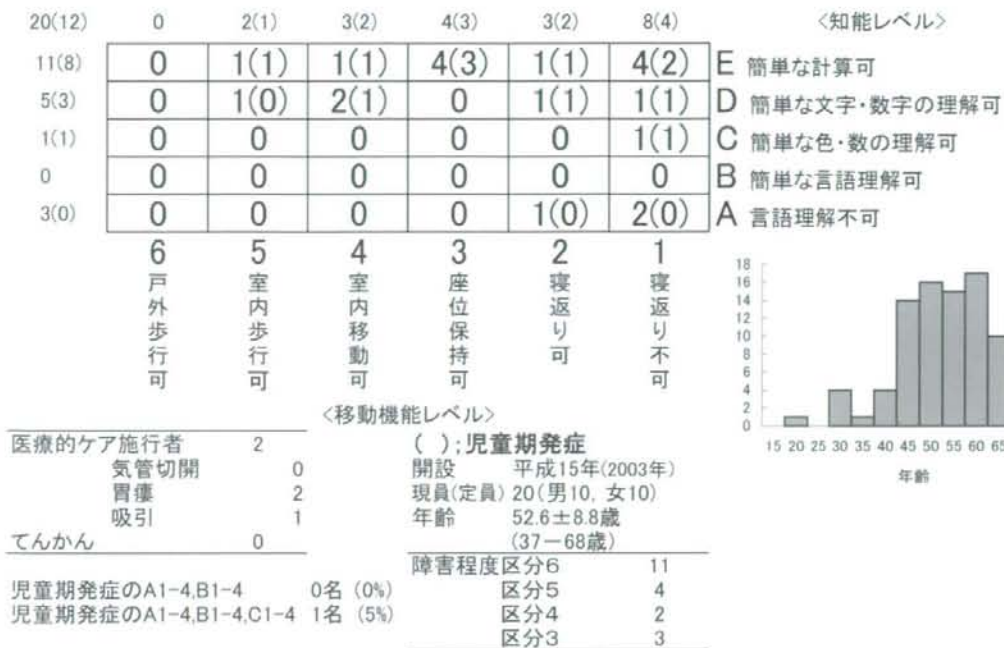 20(12) 0 2(1) 3(2) 4(3) 3(2) 8(4) <知能レベル>
11(8) 0 1(1) 1(1) 4(3) 1(1) 4(2) E 簡単な計算可
5(3) 0 1(0) 2(1) 0 1(1) 1(1) D 簡単な文字・数字の理解可
1(1) 0 0 0 0 0 1(1) C 簡単な色・数の理解可
0 0 0 0 0 0 0 B 簡単な言語理解可
3(0) 0 0 0 0 1(0) 2(0) A 言語理解不可
6 5 4 3 2 1
戸外歩行可
室内歩行可
室内移動可
座位保持可
寝返り可
寝返り不可
<移動機能レベル>
18
16
14
12
10
8
6
4
2
0
15 20 25 30 35 40 45 50 55 60 65
年齢
医療的ケア施行者 2
気管切開 0
胃瘻 2
吸引 1
てんかん 0
児童期発症のA1-4,B1-4 0名 (0%)
児童期発症のA1-4,B1-4,C1-4 1名 (5%)
( );児童期発症
開設 平成15年(2003年)
現員(定員) 20(男10, 女10)
年齢 52.6±8.8歳
(37-68歳)
障害程度区分6 11
区分5 4
区分4 2
区分3 3